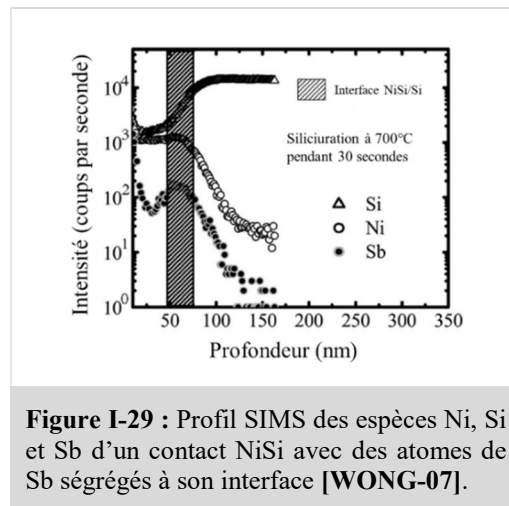 Intensité (coups par seconde)
10⁴
10³
10²
10¹
10⁰
Interface NiSi/Si
Siliciuration à 700°C
pendant 30 secondes
Si
Ni
Sb
50 100 150 200 250 300 350
Profondeur (nm)
Figure I-29 : Profil SIMS des espèces Ni, Si
et Sb d’un contact NiSi avec des atomes de
Sb ségrégés à son interface [WONG-07].